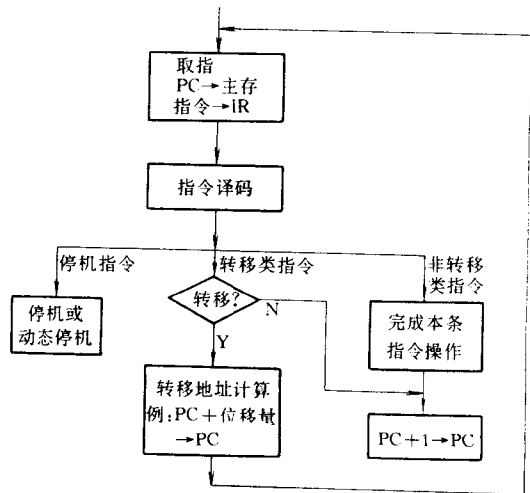 取指
PC→主存
指令→IR
指令译码
停机指令
转移类指令
非转移
类指令
停机或
动态停机
转移?
N
Y
完成本条
指令操作
转移地址计算
例:PC+位移量
→PC
PC+1→PC